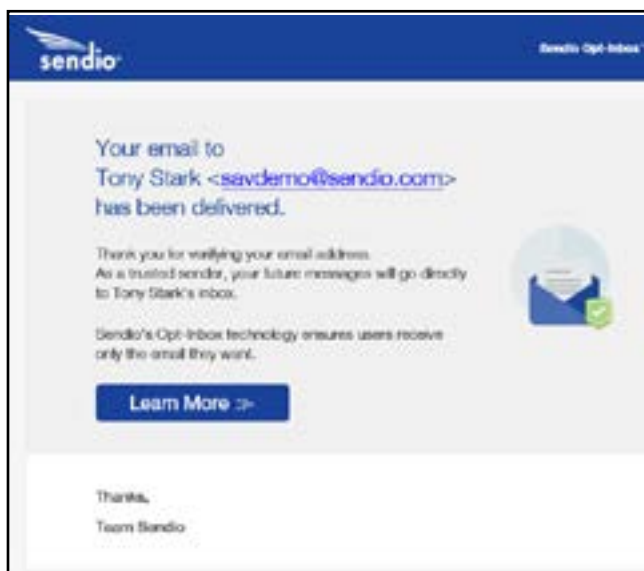 sendio
Sendio Opt-Inbox™
Your email to
Tony Stark <savdemo@sendio.com>
has been delivered.
Thank you for verifying your email address.
As a trusted sender, your future messages will go directly
to Tony Stark's inbox.
Sendio's Opt-Inbox technology ensures users receive
only the email they want.
Learn More
Thanks,
Team Sendio